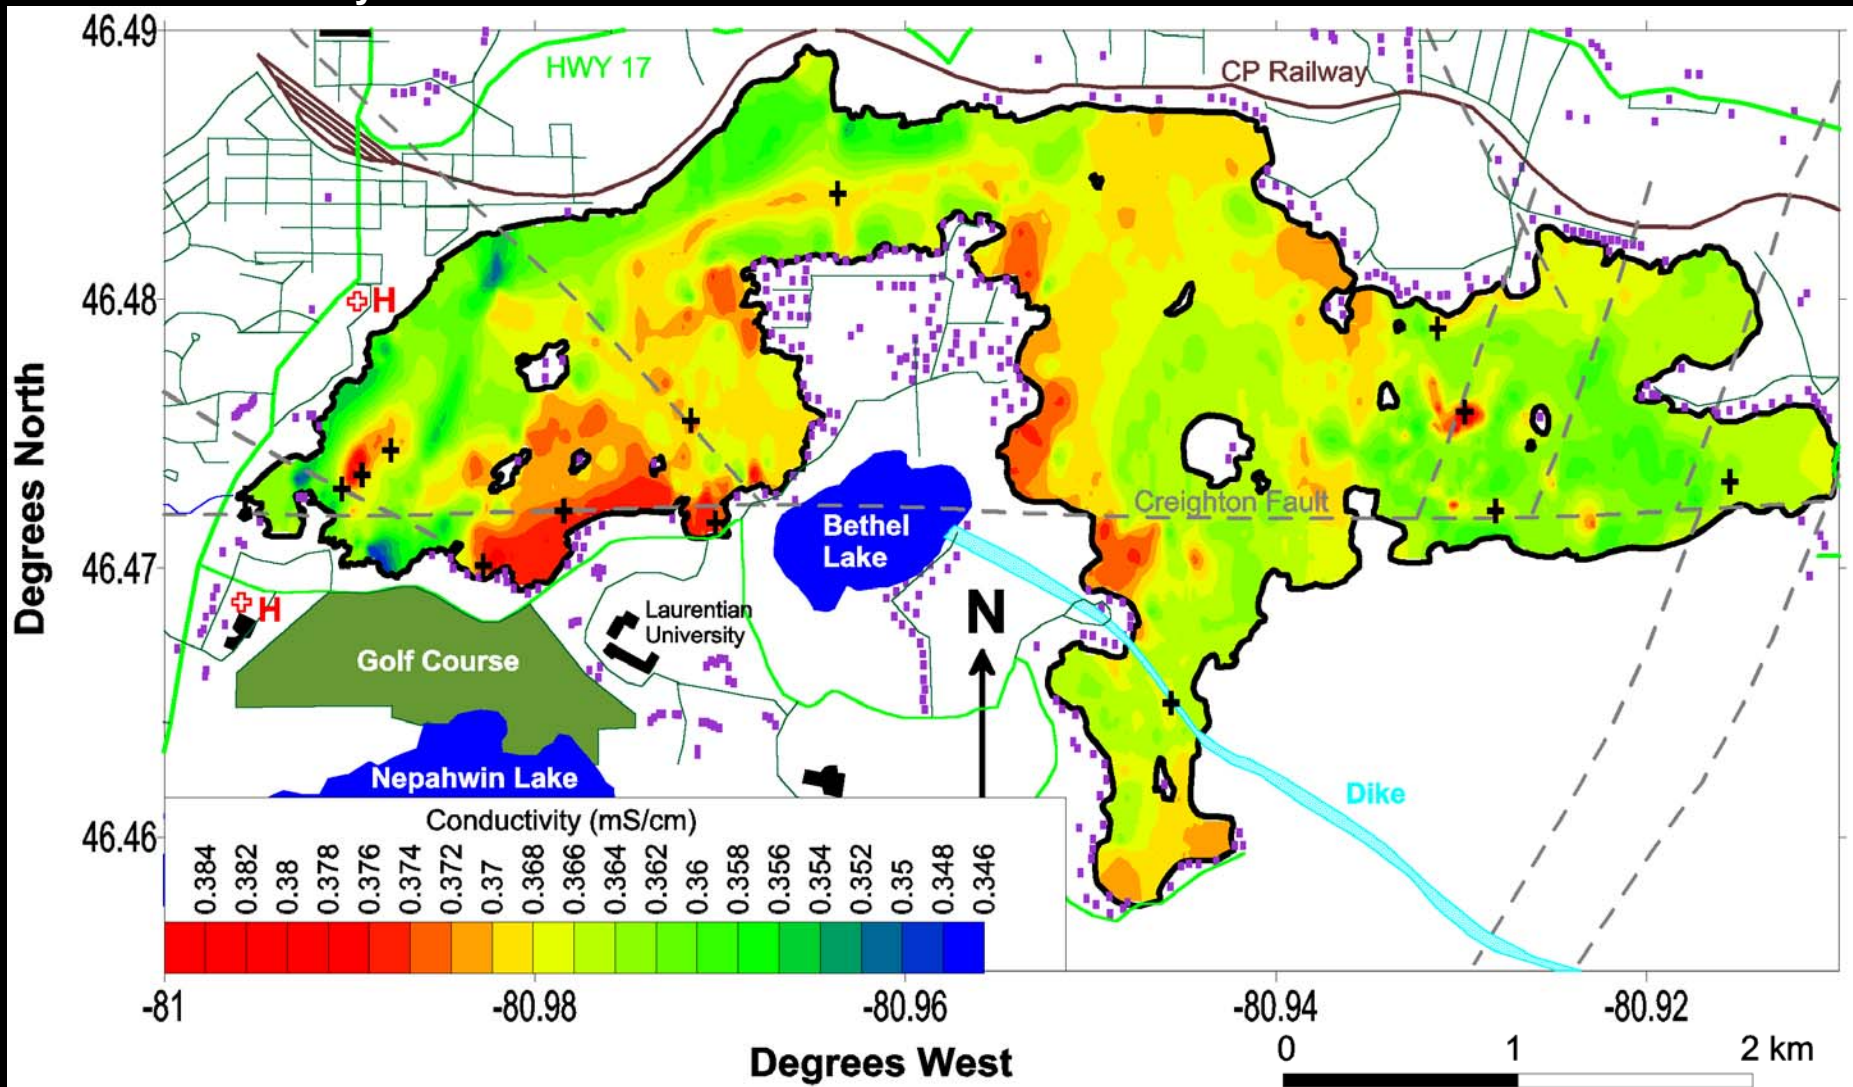 46.49
HWY 17
CP Railway
46.48
H
Creighton Fault
Bethel
Lake
46.47
H
Laurentian
University
N
Golf Course
Nepahwin Lake
Dike
46.46
Degrees North
Conductivity (mS/cm)
0.384
0.382
0.38
0.378
0.376
0.374
0.372
0.37
0.368
0.366
0.364
0.362
0.36
0.358
0.356
0.354
0.352
0.35
0.348
0.346
-81
-80.98
-80.96
-80.94
-80.92
Degrees West
0 1 2 km